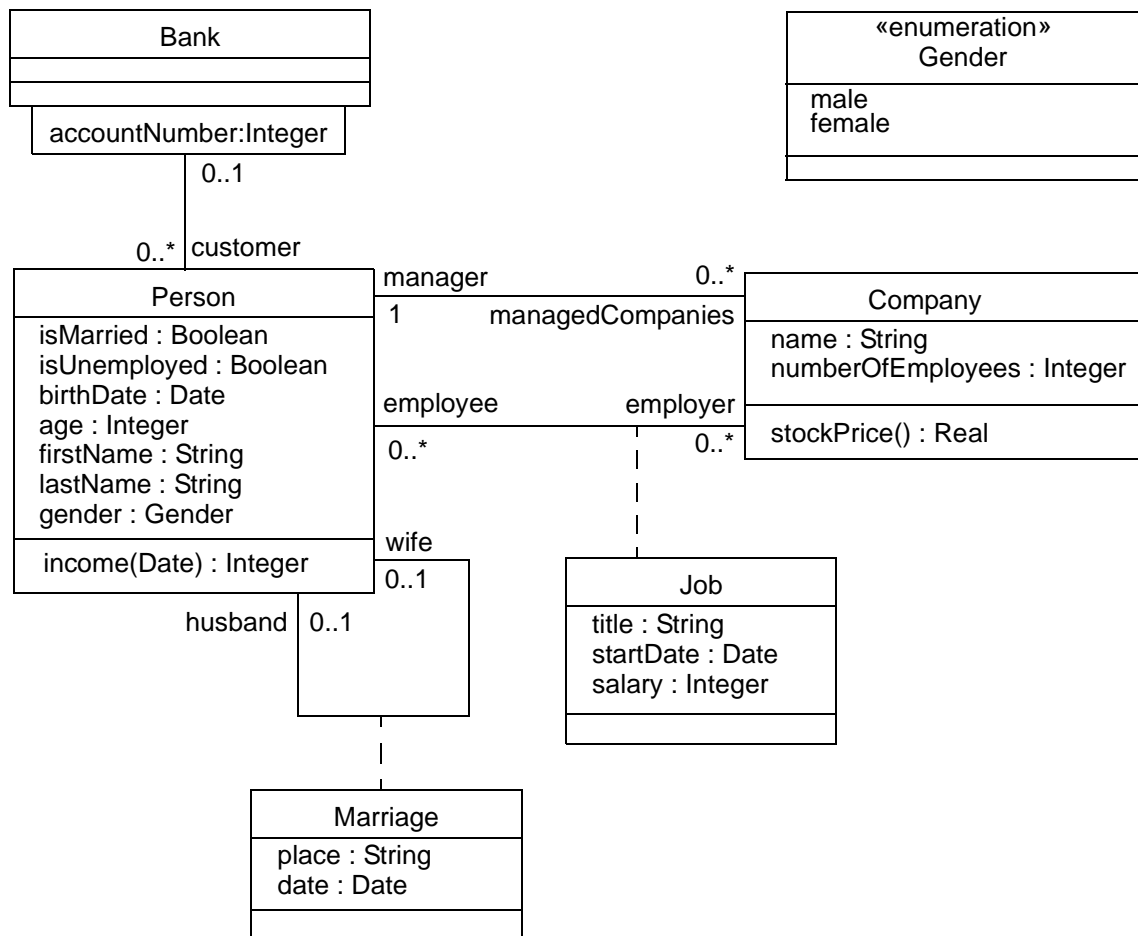 Bank
accountNumber:Integer
0..1
«enumeration»
Gender
male
female
0..* customer
Person
isMarried : Boolean
isUnemployed : Boolean
birthDate : Date
age : Integer
firstName : String
lastName : String
gender : Gender
income(Date) : Integer
manager
0..*
1
managedCompanies
Company
name : String
numberOfEmployees : Integer
stockPrice() : Real
employee
employer
0..*
0..*
wife
0..1
husband
0..1
Job
title : String
startDate : Date
salary : Integer
Marriage
place : String
date : Date